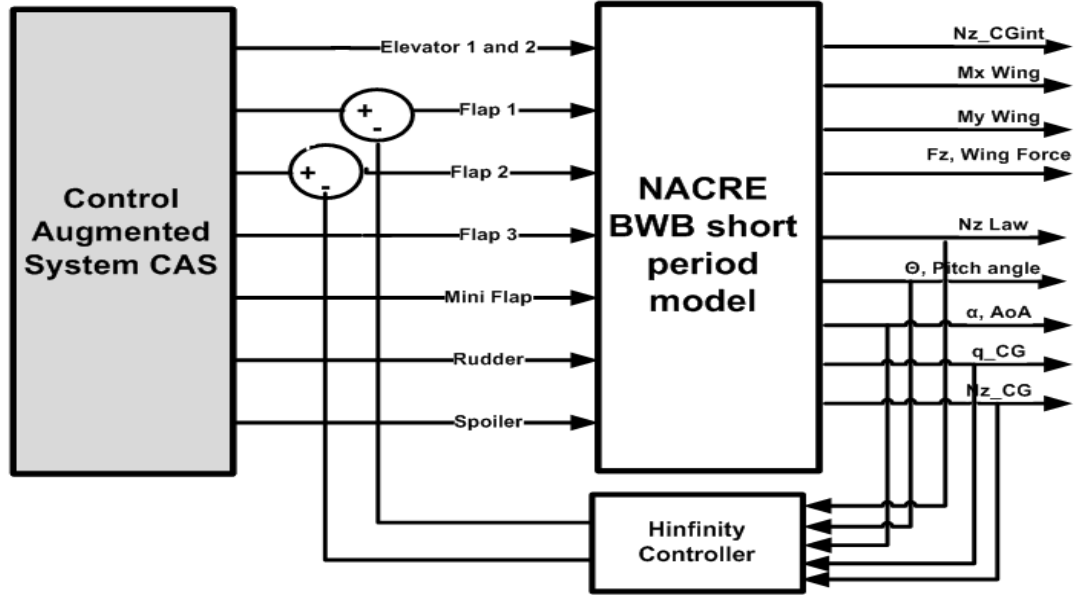 Control
Augmented
System CAS
Elevator 1 and 2
+
-
Flap 1
+
-
Flap 2
Flap 3
Mini Flap
Rudder
Spoiler
NACRE
BWB short
period
model
Nz_CGint
Mx Wing
My Wing
Fz, Wing Force
Nz Law
Θ, Pitch angle
α, AoA
q_CG
Nz_CG
Hinfinity
Controller